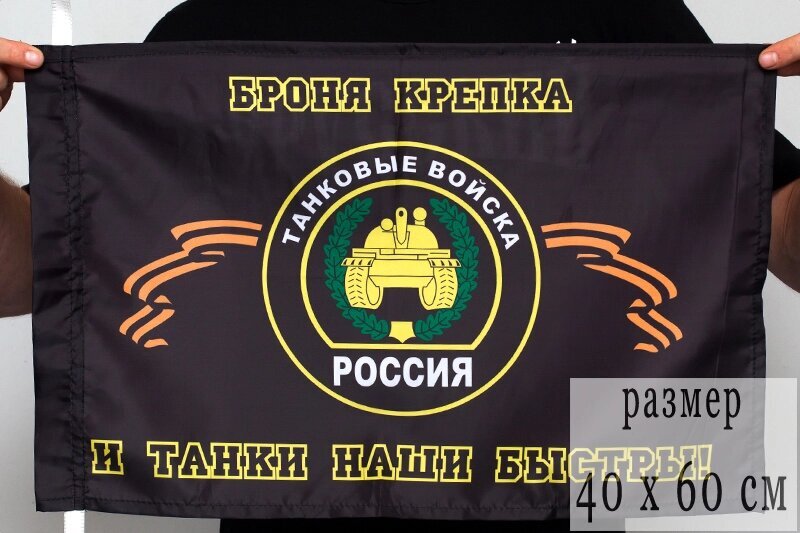 БРОНЯ КРЕПКА
ТАНКОВЫЕ ВОЙСКА
РОССИЯ
И ТАНКИ НАШИ БЫСТРЫ!
размер
40 х 60 см